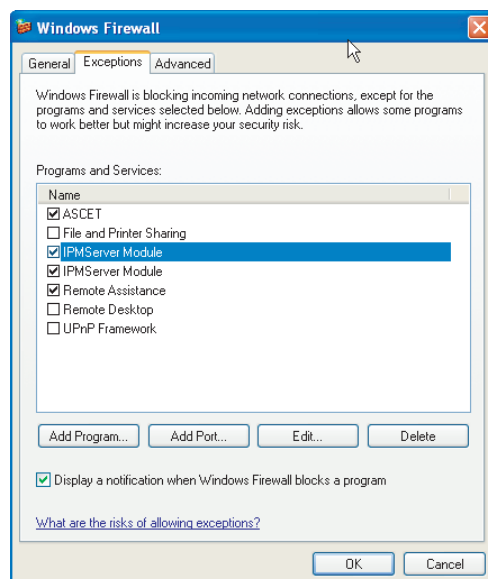 Windows Firewall
General
Exceptions
Advanced
Windows Firewall is blocking incoming network connections, except for the
programs and services selected below. Adding exceptions allows some programs
to work better but might increase your security risk.
Programs and Services:
Name
ASCET
File and Printer Sharing
IPMServer Module
IPMServer Module
Remote Assistance
Remote Desktop
UPnP Framework
Add Program...
Add Port...
Edit...
Delete
Display a notification when Windows Firewall blocks a program
What are the risks of allowing exceptions?
OK
Cancel